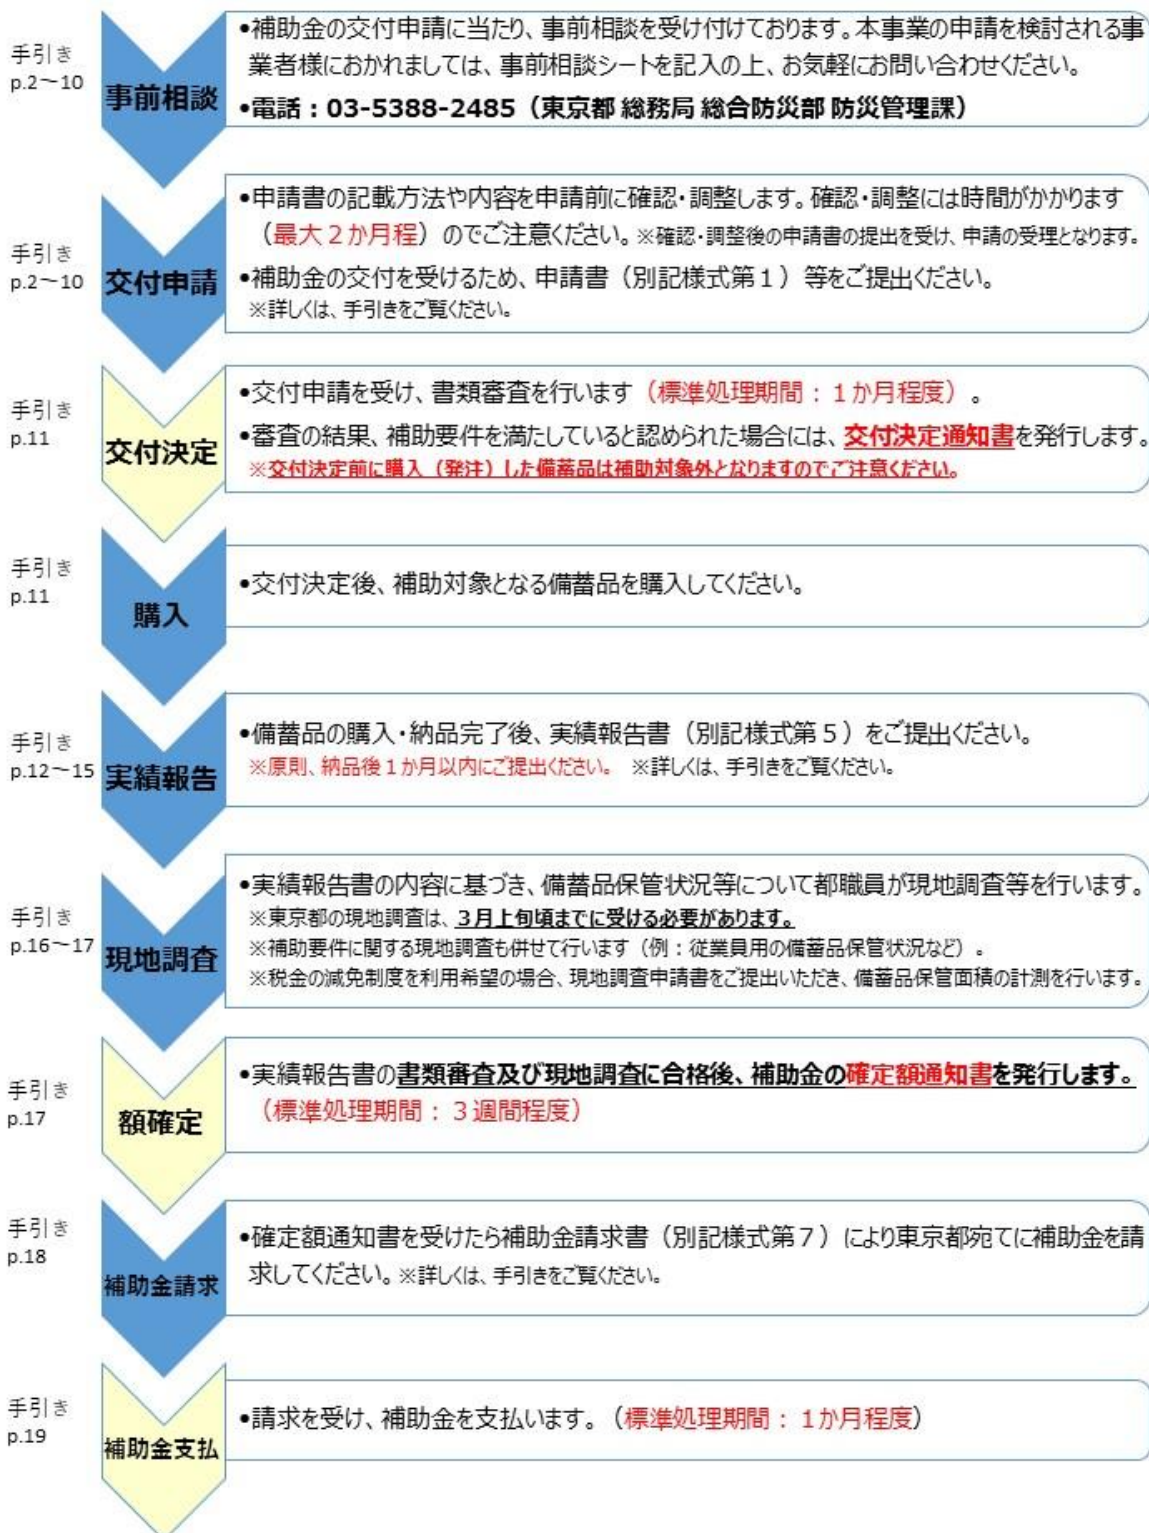 手引き
p.2～10
事前相談
•補助金の交付申請に当たり、事前相談を受け付けております。本事業の申請を検討される事
業者様におかれましては、事前相談シートを記入の上、お気軽にお問い合わせください。
•電話：03-5388-2485（東京都 総務局 総合防災部 防災管理課）
手引き
p.2～10
交付申請
•申請書の記載方法や内容を申請前に確認・調整します。確認・調整には時間がかかります
（最大２か月程）のでご注意ください。※確認・調整後の申請書の提出を受け、申請の受理となります。
•補助金の交付を受けるため、申請書（別記様式第１）等をご提出ください。
※詳しくは、手引きをご覧ください。
手引き
p.11
交付決定
•交付申請を受け、書類審査を行います（標準処理期間：１か月程度）。
•審査の結果、補助要件を満たしていると認められた場合には、交付決定通知書を発行します。
※交付決定前に購入（発注）した備蓄品は補助対象外となりますのでご注意ください。
手引き
p.11
購入
•交付決定後、補助対象となる備蓄品を購入してください。
手引き
p.12～15
実績報告
•備蓄品の購入・納品完了後、実績報告書（別記様式第５）をご提出ください。
※原則、納品後１か月以内にご提出ください。 ※詳しくは、手引きをご覧ください。
手引き
p.16～17
現地調査
•実績報告書の内容に基づき、備蓄品保管状況等について都職員が現地調査等を行います。
※東京都の現地調査は、３月上旬頃までに受ける必要があります。
※補助要件に関する現地調査も併せて行います（例：従業員用の備蓄品保管状況など）。
※税金の減免制度を利用希望の場合、現地調査申請書をご提出いただき、備蓄品保管面積の計測を行います。
手引き
p.17
額確定
•実績報告書の書類審査及び現地調査に合格後、補助金の確定額通知書を発行します。
（標準処理期間：３週間程度）
手引き
p.18
補助金請求
•確定額通知書を受けたら補助金請求書（別記様式第７）により東京都宛てに補助金を請
求してください。※詳しくは、手引きをご覧ください。
手引き
p.19
補助金支払
•請求を受け、補助金を支払います。（標準処理期間：１か月程度）